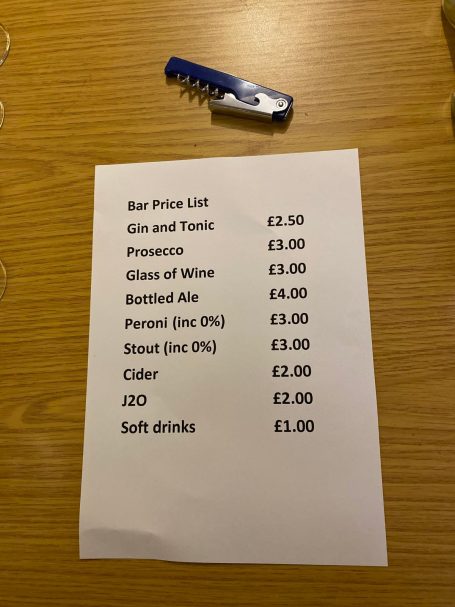 Bar Price List
Gin and Tonic £2.50
Prosecco £3.00
Glass of Wine £3.00
Bottled Ale £4.00
Peroni (inc 0%) £3.00
Stout (inc 0%) £3.00
Cider £2.00
J2O £2.00
Soft drinks £1.00